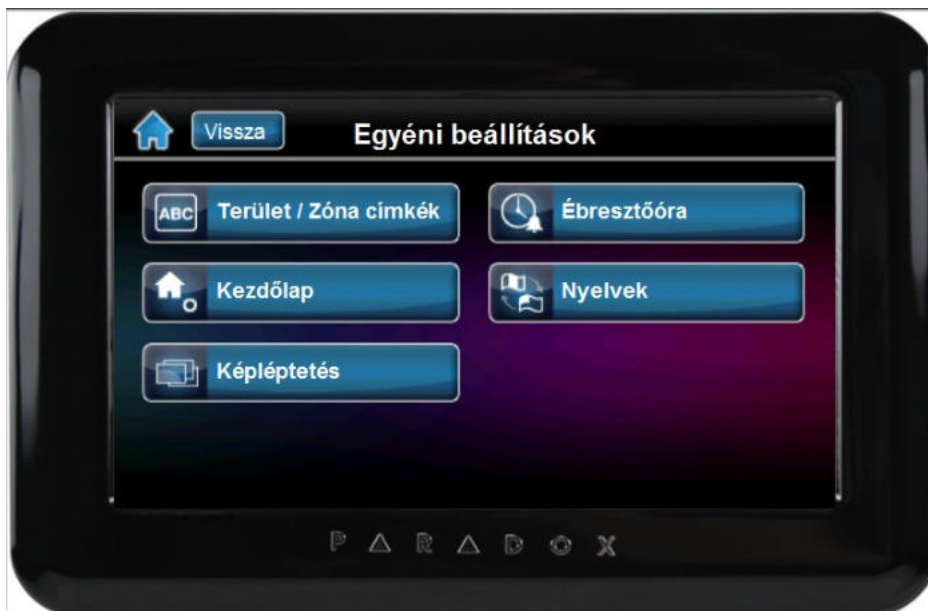 Vissza
Egyéni beállítások
ABC
Terület / Zóna címkék
Ébresztőóra
Kezdőlap
Nyelvek
Képléptetés
PARADOX